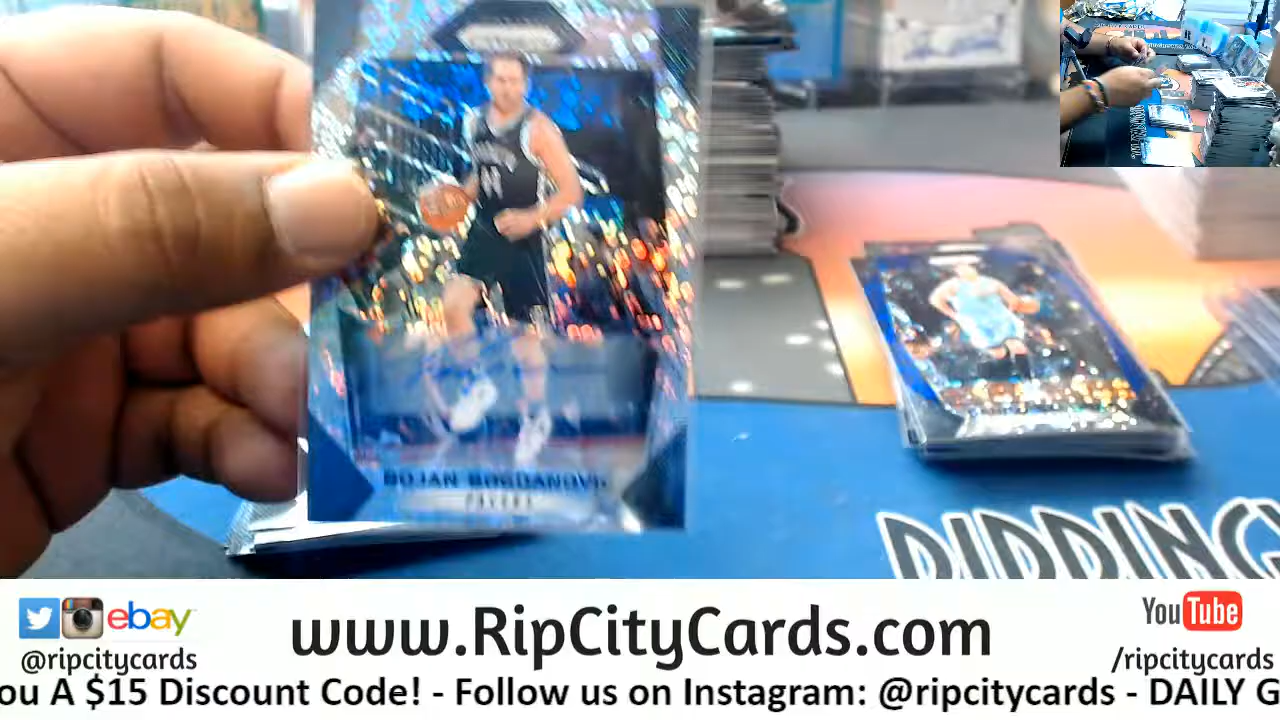 BOJAN BOGDANOVIC
RIPPING
ebay
www.RipCityCards.com
You Tube
@ripcitycards
/ripcitycards
ou A $15 Discount Code! - Follow us on Instagram: @ripcitycards - DAILY G